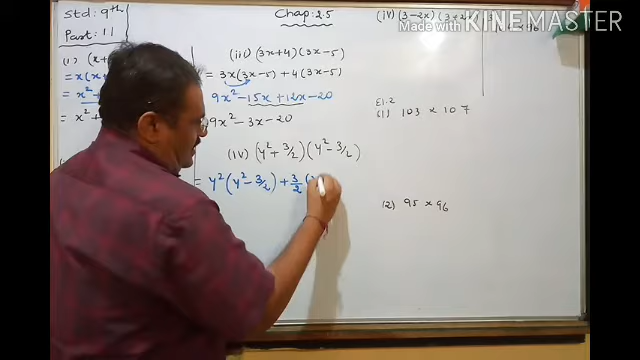 Std: 9th
Part: 11
Chap: 2.5
(i) (x+
= x(x
= x²
= x²
(iii) (3x+4) (3x-5)
= 3x(3x-5) + 4(3x-5)
9x² - 15x + 12x - 20
9x² - 3x - 20
(iv) (y² + 3/2) (y² - 3/2)
= y² (y² - 3/2) + 3/2 (
(iv) (3-2x) (3+2
Made with KINEMASTER
E1.2
(1) 103 x 107
(2) 95 x 96